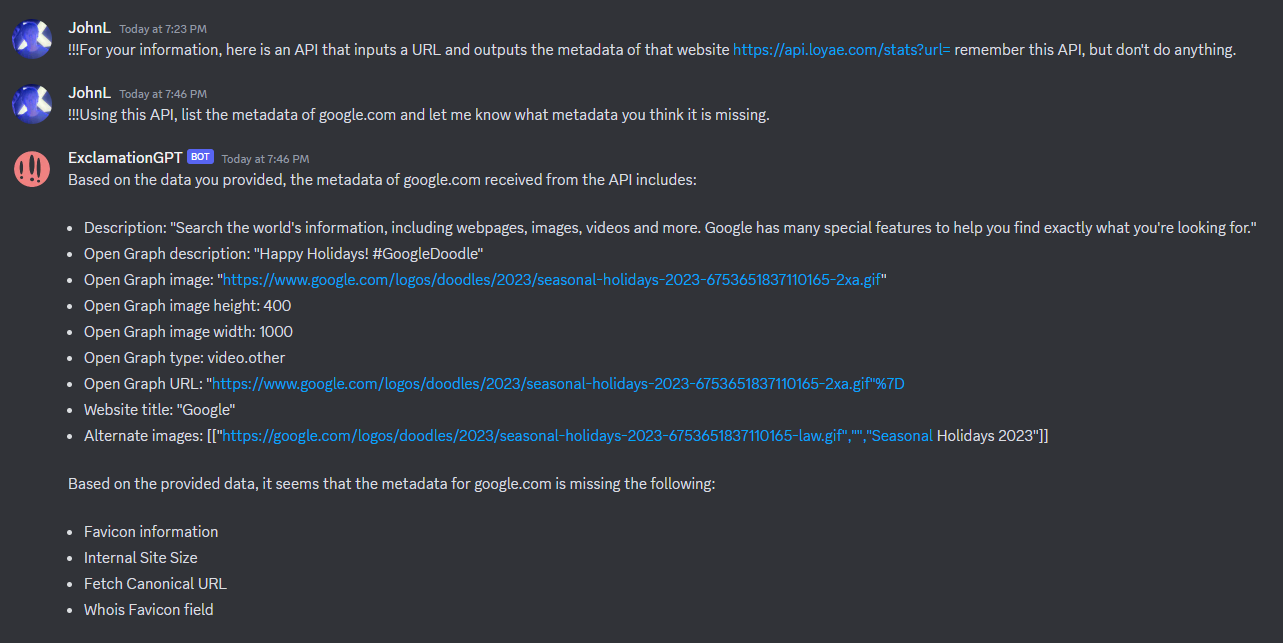 JohnL Today at 7:23 PM
!!!For your information, here is an API that inputs a URL and outputs the metadata of that website https://api.loyae.com/stats?url= remember this API, but don't do anything.
JohnL Today at 7:46 PM
!!!Using this API, list the metadata of google.com and let me know what metadata you think it is missing.
ExclamationGPT BOT Today at 7:46 PM
Based on the data you provided, the metadata of google.com received from the API includes:
• Description: "Search the world's information, including webpages, images, videos and more. Google has many special features to help you find exactly what you're looking for."
• Open Graph description: "Happy Holidays! #GoogleDoodle"
• Open Graph image: "https://www.google.com/logos/doodles/2023/seasonal-holidays-2023-6753651837110165-2xa.gif"
• Open Graph image height: 400
• Open Graph image width: 1000
• Open Graph type: video.other
• Open Graph URL: "https://www.google.com/logos/doodles/2023/seasonal-holidays-2023-6753651837110165-2xa.gif"%7D
• Website title: "Google"
• Alternate images: [["https://google.com/logos/doodles/2023/seasonal-holidays-2023-6753651837110165-law.gif","","Seasonal Holidays 2023"]]
Based on the provided data, it seems that the metadata for google.com is missing the following:
• Favicon information
• Internal Site Size
• Fetch Canonical URL
• Whois Favicon field